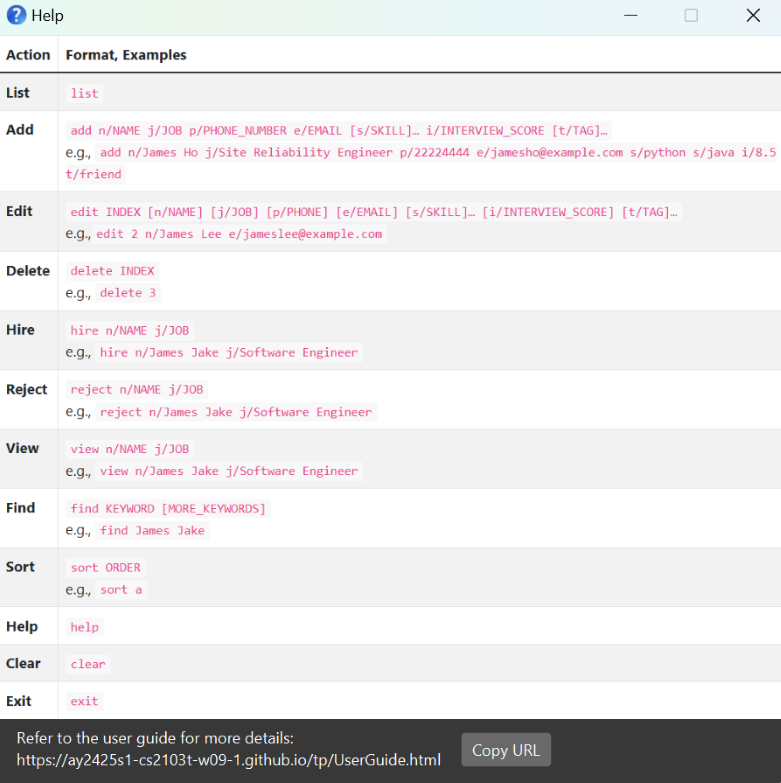 Help
Action Format, Examples
List list
Add add n/NAME j/JOB p/PHONE_NUMBER e/EMAIL [s/SKILL]… i/INTERVIEW_SCORE [t/TAG]…
e.g., add n/James Ho j/Site Reliability Engineer p/22224444 e/jamesho@example.com s/python s/java i/8.5
t/friend
Edit edit INDEX [n/NAME] [j/JOB] [p/PHONE] [e/EMAIL] [s/SKILL]… [i/INTERVIEW_SCORE] [t/TAG]…
e.g., edit 2 n/James Lee e/jameslee@example.com
Delete delete INDEX
e.g., delete 3
Hire hire n/NAME j/JOB
e.g., hire n/James Jake j/Software Engineer
Reject reject n/NAME j/JOB
e.g., reject n/James Jake j/Software Engineer
View view n/NAME j/JOB
e.g., view n/James Jake j/Software Engineer
Find find KEYWORD [MORE_KEYWORDS]
e.g., find James Jake
Sort sort ORDER
e.g., sort a
Help help
Clear clear
Exit exit
Refer to the user guide for more details:
https://ay2425s1-cs2103t-w09-1.github.io/tp/UserGuide.html
Copy URL